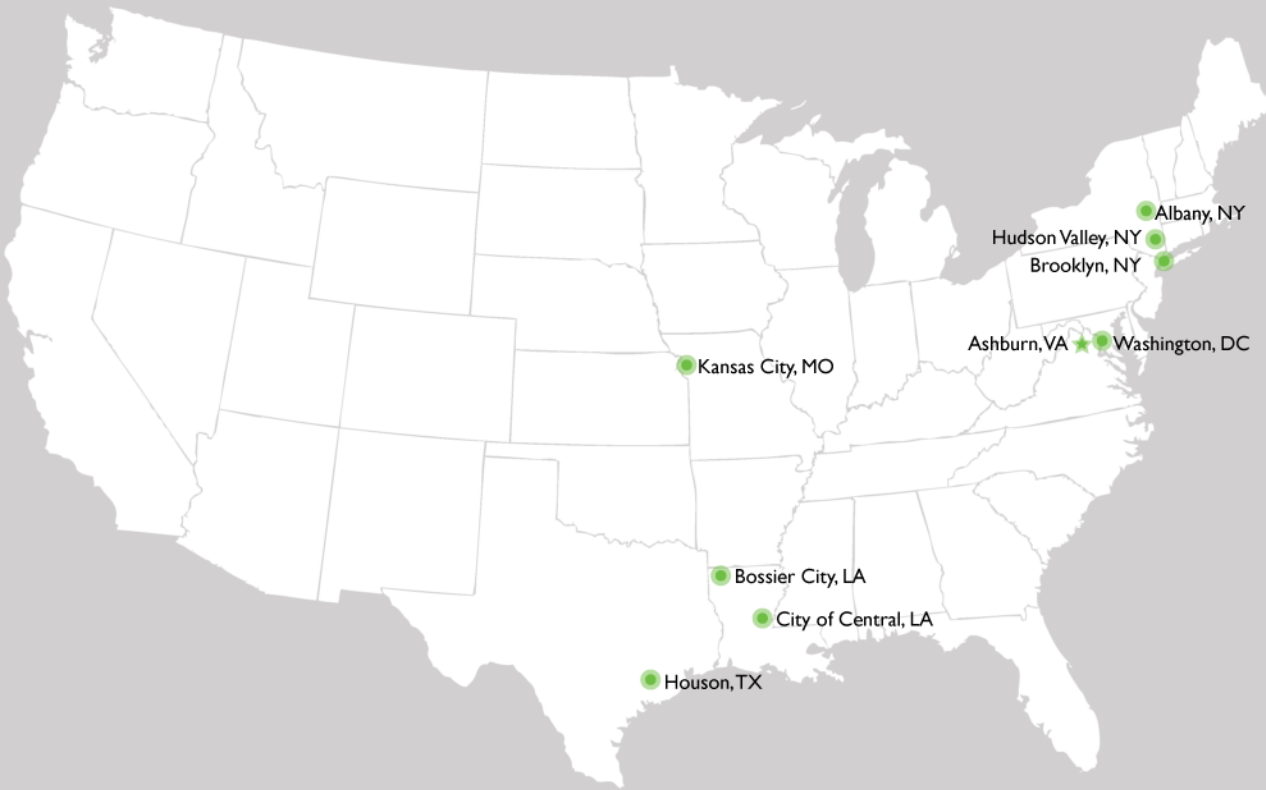 Albany, NY
Hudson Valley, NY
Brooklyn, NY
Ashburn, VA
Washington, DC
Kansas City, MO
Bossier City, LA
City of Central, LA
Houson, TX